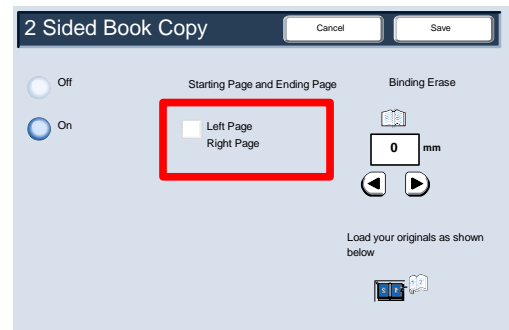 2 Sided Book Copy
Cancel
Save
Off
Starting Page and Ending Page
Binding Erase
On
Left Page
Right Page
0 mm
Load your originals as shown
below